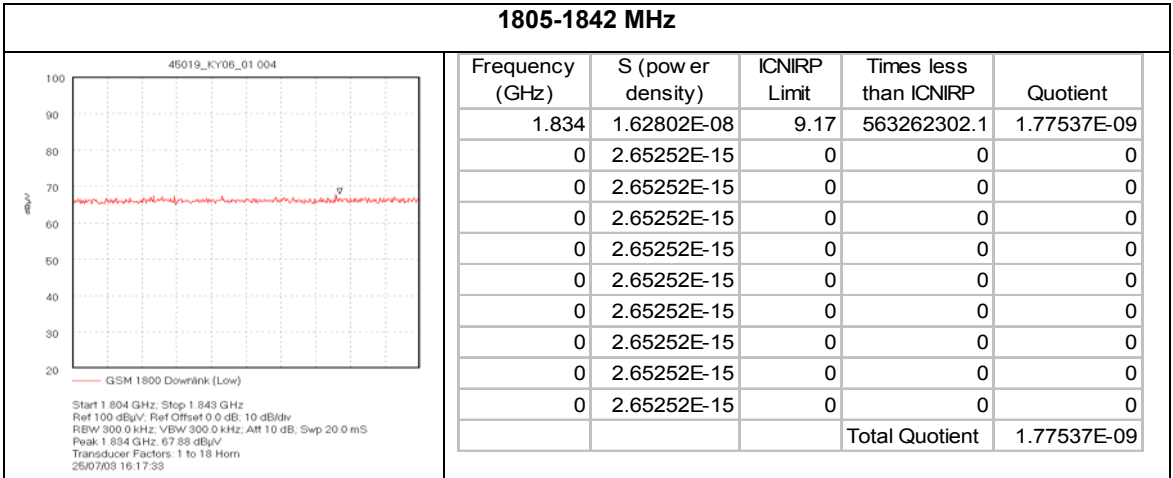 1805-1842 MHz
45019_KY06_01 004
100
90
80
70
60
50
40
30
20
dBµV
GSM 1800 Downlink (Low)
Start 1.804 GHz; Stop 1.843 GHz
Ref 100 dBµV; Ref Offset 0.0 dB; 10 dB/div
RBW 300.0 kHz; VBW 300.0 kHz; Att 10 dB; Swp 20.0 mS
Peak 1.834 GHz, 67.88 dBµV
Transducer Factors: 1 to 18 Horn
25/07/03 16:17:33
Frequency (GHz) S (pow er density) ICNIRP Limit Times less than ICNIRP Quotient
1.834 1.62802E-08 9.17 563262302.1 1.77537E-09
0 2.65252E-15 0 0 0
0 2.65252E-15 0 0 0
0 2.65252E-15 0 0 0
0 2.65252E-15 0 0 0
0 2.65252E-15 0 0 0
0 2.65252E-15 0 0 0
0 2.65252E-15 0 0 0
0 2.65252E-15 0 0 0
0 2.65252E-15 0 0 0
Total Quotient 1.77537E-09